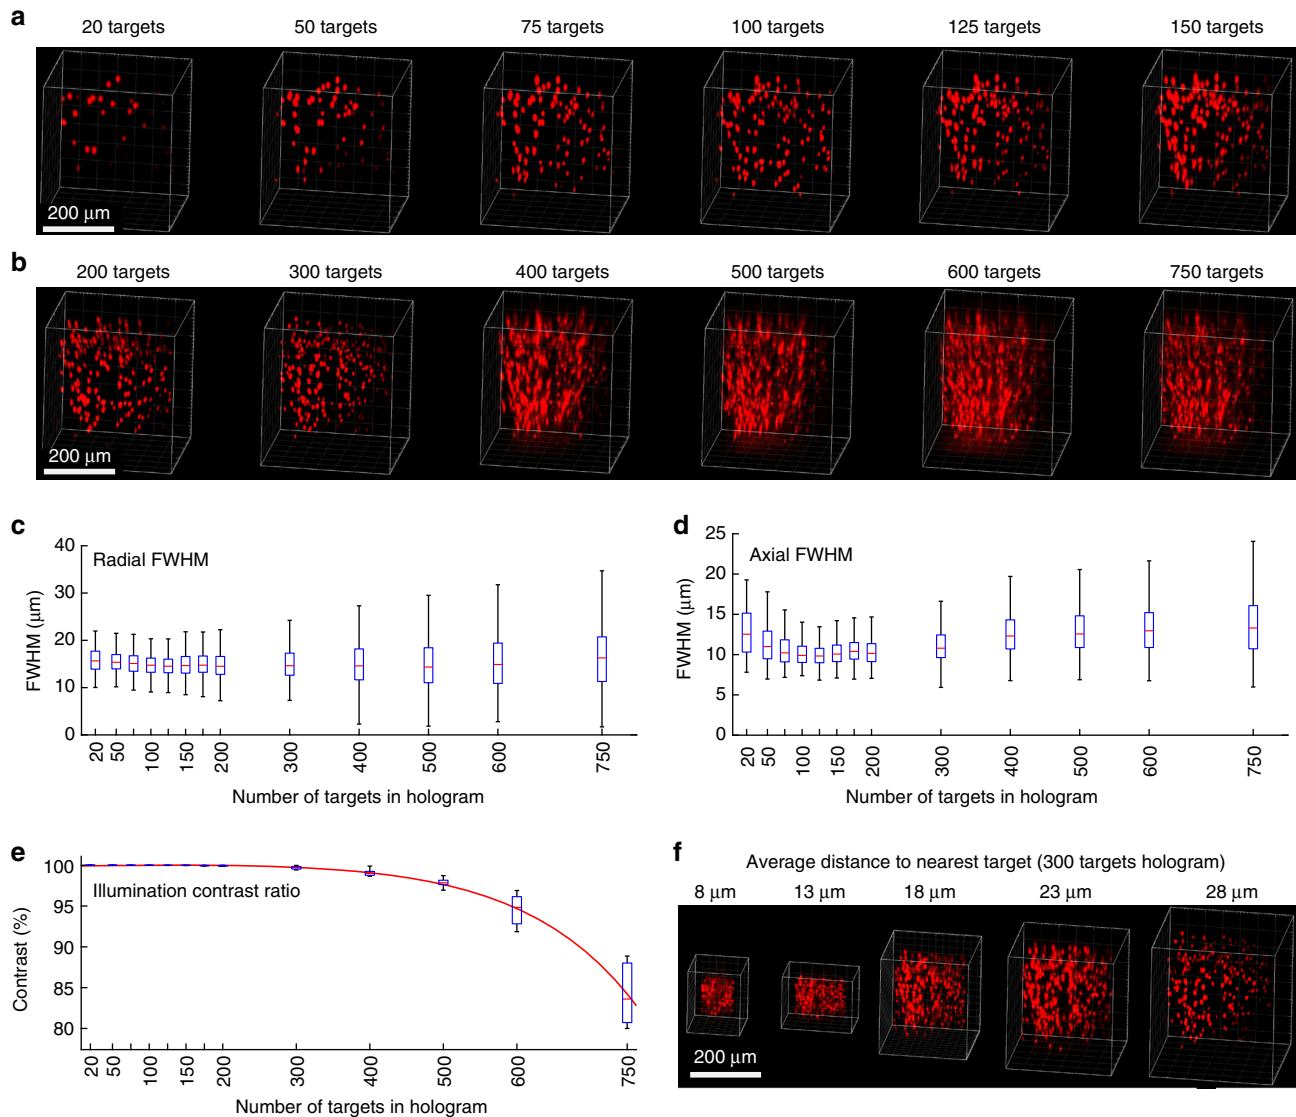 a
20 targets 50 targets 75 targets 100 targets 125 targets 150 targets
200 μm
b
200 targets 300 targets 400 targets 500 targets 600 targets 750 targets
200 μm
c
Radial FWHM
FWHM (μm)
40
30
20
10
0
20 50 100 150 200 300 400 500 600 750
Number of targets in hologram
d
Axial FWHM
FWHM (μm)
25
20
15
10
5
0
20 50 100 150 200 300 400 500 600 750
Number of targets in hologram
e
Illumination contrast ratio
Contrast (%)
100
95
90
85
80
20 50 100 150 200 300 400 500 600 750
Number of targets in hologram
f
Average distance to nearest target (300 targets hologram)
8 μm 13 μm 18 μm 23 μm 28 μm
200 μm